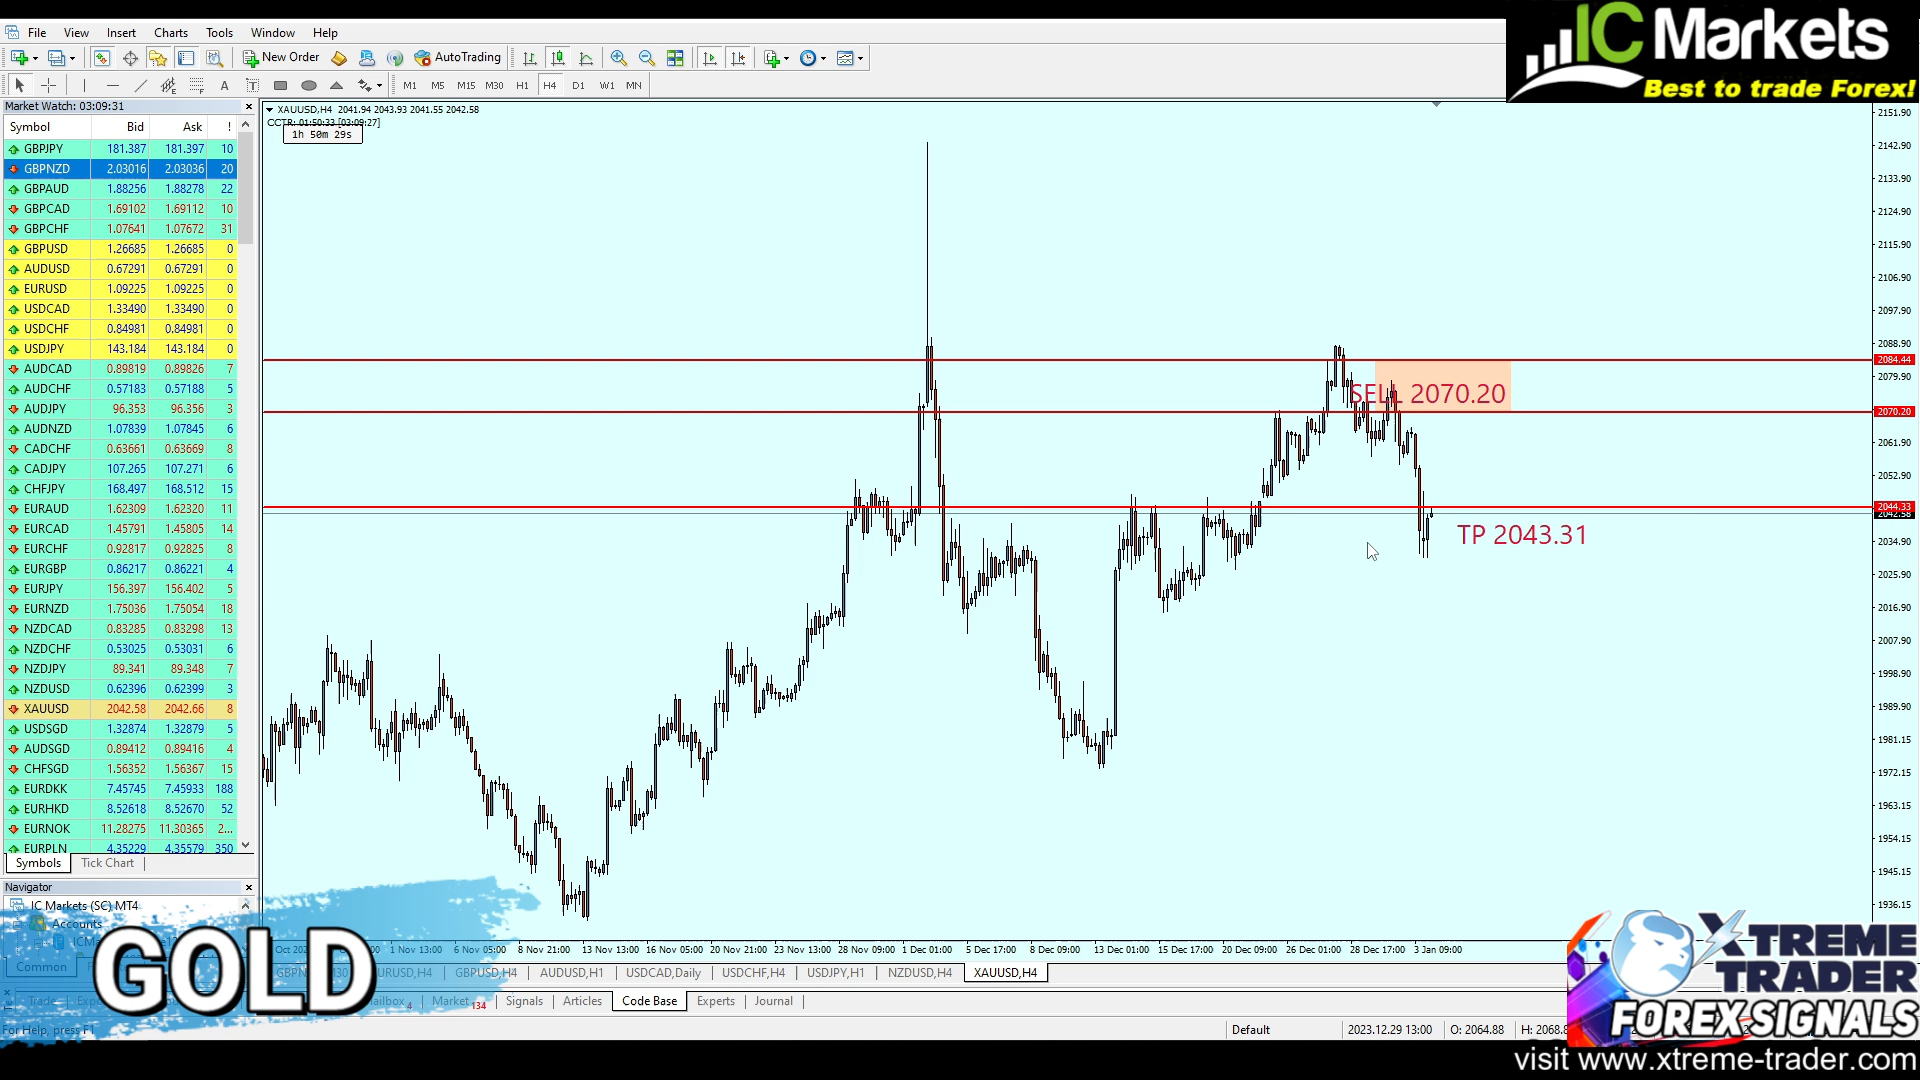 IC Markets
Best to trade Forex!
File View Insert Charts Tools Window Help
New Order AutoTrading
A T M1 M5 M15 M30 H1 H4 D1 W1 MN
Market Watch: 03:09:31
Symbol Bid Ask !
GBPJPY 181.387 181.397 10
GBPNZD 2.03016 2.03036 20
GBPAUD 1.88256 1.88278 22
GBPCAD 1.69102 1.69112 10
GBPCHF 1.07641 1.07672 31
GBPUSD 1.26685 1.26685 0
AUDUSD 0.67291 0.67291 0
EURUSD 1.09225 1.09225 0
USDCAD 1.33490 1.33490 0
USDCHF 0.84981 0.84981 0
USDJPY 143.184 143.184 0
AUDCAD 0.89819 0.89826 7
AUDCHF 0.57183 0.57188 5
AUDJPY 96.353 96.356 3
AUDNZD 1.07839 1.07845 6
CADCHF 0.63661 0.63669 8
CADJPY 107.265 107.271 6
CHFJPY 168.497 168.512 15
EURAUD 1.62309 1.62320 11
EURCAD 1.45791 1.45805 14
EURCHF 0.92817 0.92825 8
EURGBP 0.86217 0.86221 4
EURJPY 156.397 156.402 5
EURNZD 1.75036 1.75054 18
NZDCAD 0.83285 0.83298 13
NZDCHF 0.53025 0.53031 6
NZDJPY 89.341 89.348 7
NZDUSD 0.62396 0.62399 3
XAUUSD 2042.58 2042.66 8
USDSGD 1.32874 1.32879 5
AUDSGD 0.89412 0.89416 4
CHFSGD 1.56352 1.56367 15
EURDKK 7.45745 7.45933 188
EURHKD 8.52618 8.52670 52
EURNOK 11.28275 11.30365 2...
EURPLN 4.35229 4.35579 350
Symbols Tick Chart
Navigator
IC Markets (SC) MT4
Accounts
Common
XAUUSD,H4 2041.94 2043.93 2041.55 2042.58
CCTR: 01:50:33 [03:09:27]
1h 50m 29s
SELL 2070.20
TP 2043.31
2151.90
2142.90
2133.90
2124.90
2115.90
2106.90
2097.90
2088.90
2084.44
2079.90
2070.20
2061.90
2052.90
2044.33
2042.58
2034.90
2025.90
2016.90
2007.90
1998.90
1989.90
1981.15
1972.15
1963.15
1954.15
1945.15
1936.15
1 Nov 13:00 6 Nov 05:00 8 Nov 21:00 13 Nov 13:00 16 Nov 05:00 20 Nov 21:00 23 Nov 13:00 28 Nov 09:00 1 Dec 01:00 5 Dec 17:00 8 Dec 09:00 13 Dec 01:00 15 Dec 17:00 20 Dec 09:00 26 Dec 01:00 28 Dec 17:00 3 Jan 09:00
GBPUSD,H4 AUDUSD,H1 USDCAD,Daily USDCHF,H4 USDJPY,H1 NZDUSD,H4 XAUUSD,H4
Trade Market 134 Signals Articles Code Base Experts Journal
For Help, press F1
Default 2023.12.29 13:00 O: 2064.88
GOLD
XTREME
TRADER
FOREX SIGNALS
visit www.xtreme-trader.com